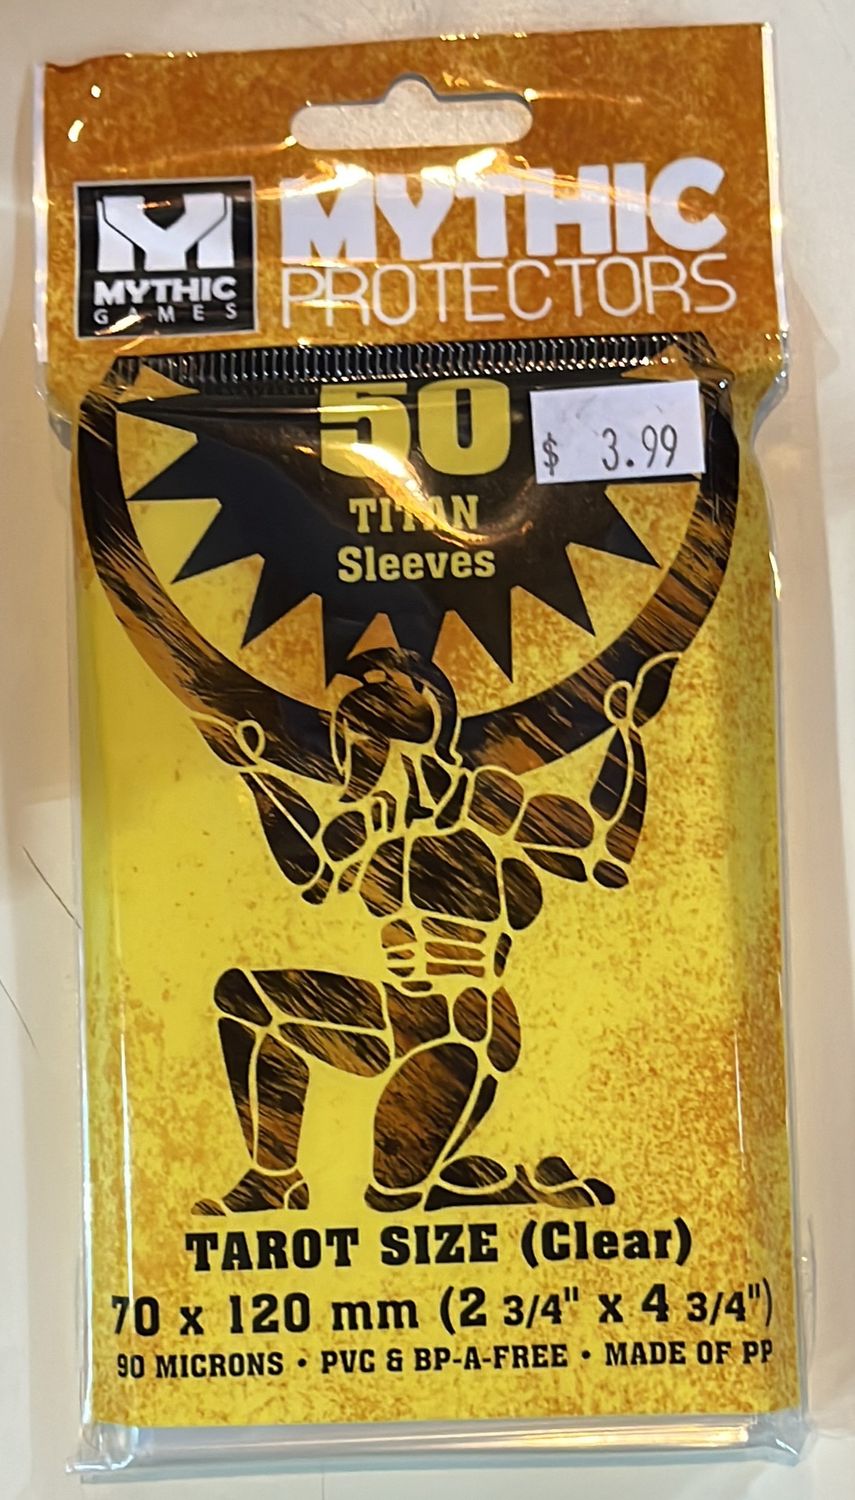 MYTHIC
PROTECTORS
MYTHIC
GAMES
50
$ 3.99
TITAN
Sleeves
TAROT SIZE (Clear)
70 x 120 mm (2 3/4" x 4 3/4")
90 MICRONS • PVC & BP-A-FREE • MADE OF PP